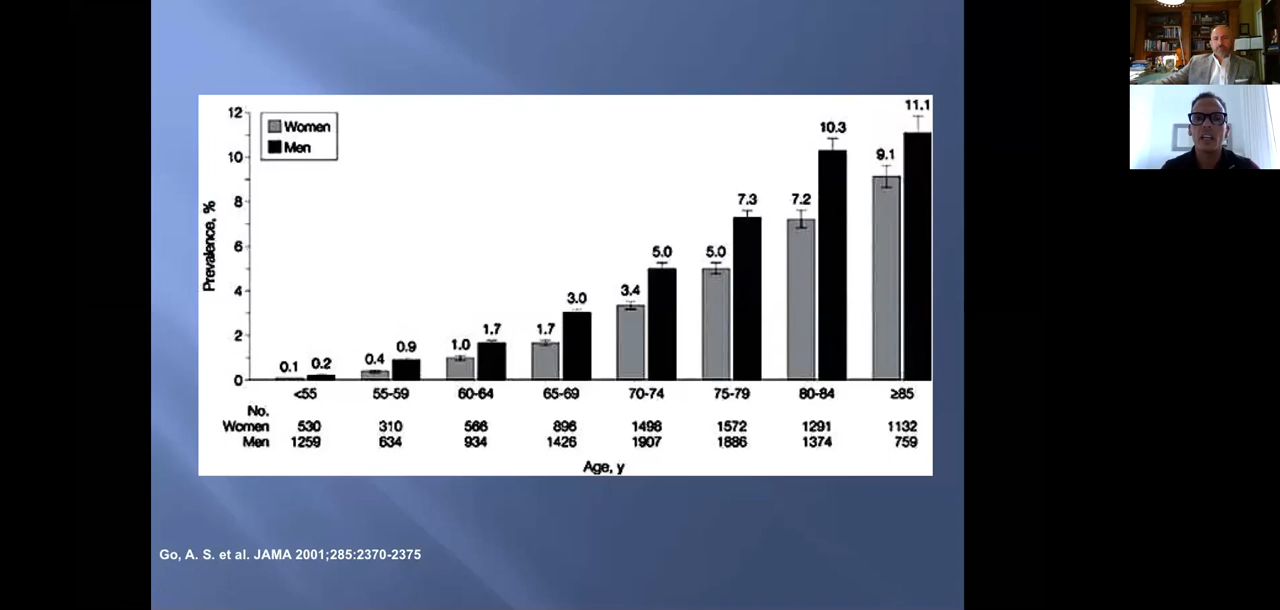 12
10
8
6
4
2
0
Prevalence, %
Women
Men
0.1 0.2 0.4 0.9 1.0 1.7 1.7 3.0 3.4 5.0 5.0 7.3 7.2 10.3 9.1 11.1
<55 55-59 60-64 65-69 70-74 75-79 80-84 ≥85
No.
Women 530 310 566 896 1498 1572 1291 1132
Men 1259 634 934 1426 1907 1886 1374 759
Age, y
Go, A. S. et al. JAMA 2001;285:2370-2375